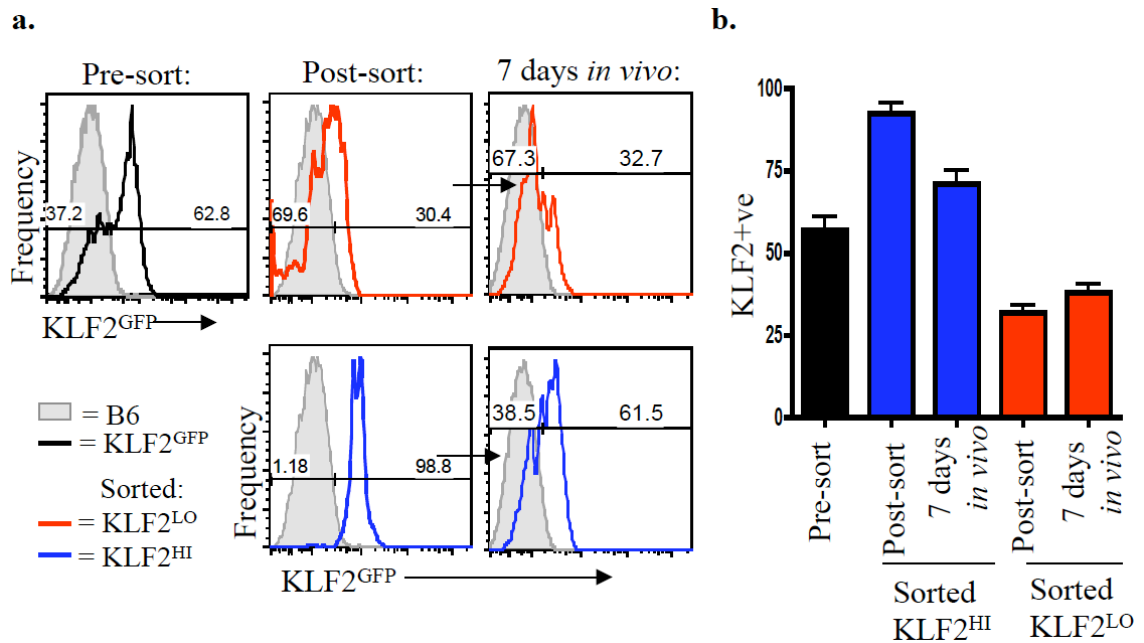 a.
Pre-sort:
Post-sort:
7 days in vivo:
Frequency
37.2
62.8
69.6
30.4
67.3
32.7
KLF2GFP
Frequency
1.18
98.8
38.5
61.5
KLF2GFP
= B6
= KLF2GFP
Sorted:
= KLF2LO
= KLF2HI
b.
KLF2+ve
100
75
50
25
0
Pre-sort
Post-sort
7 days
in vivo
Post-sort
7 days
in vivo
Sorted
KLF2HI
Sorted
KLF2LO